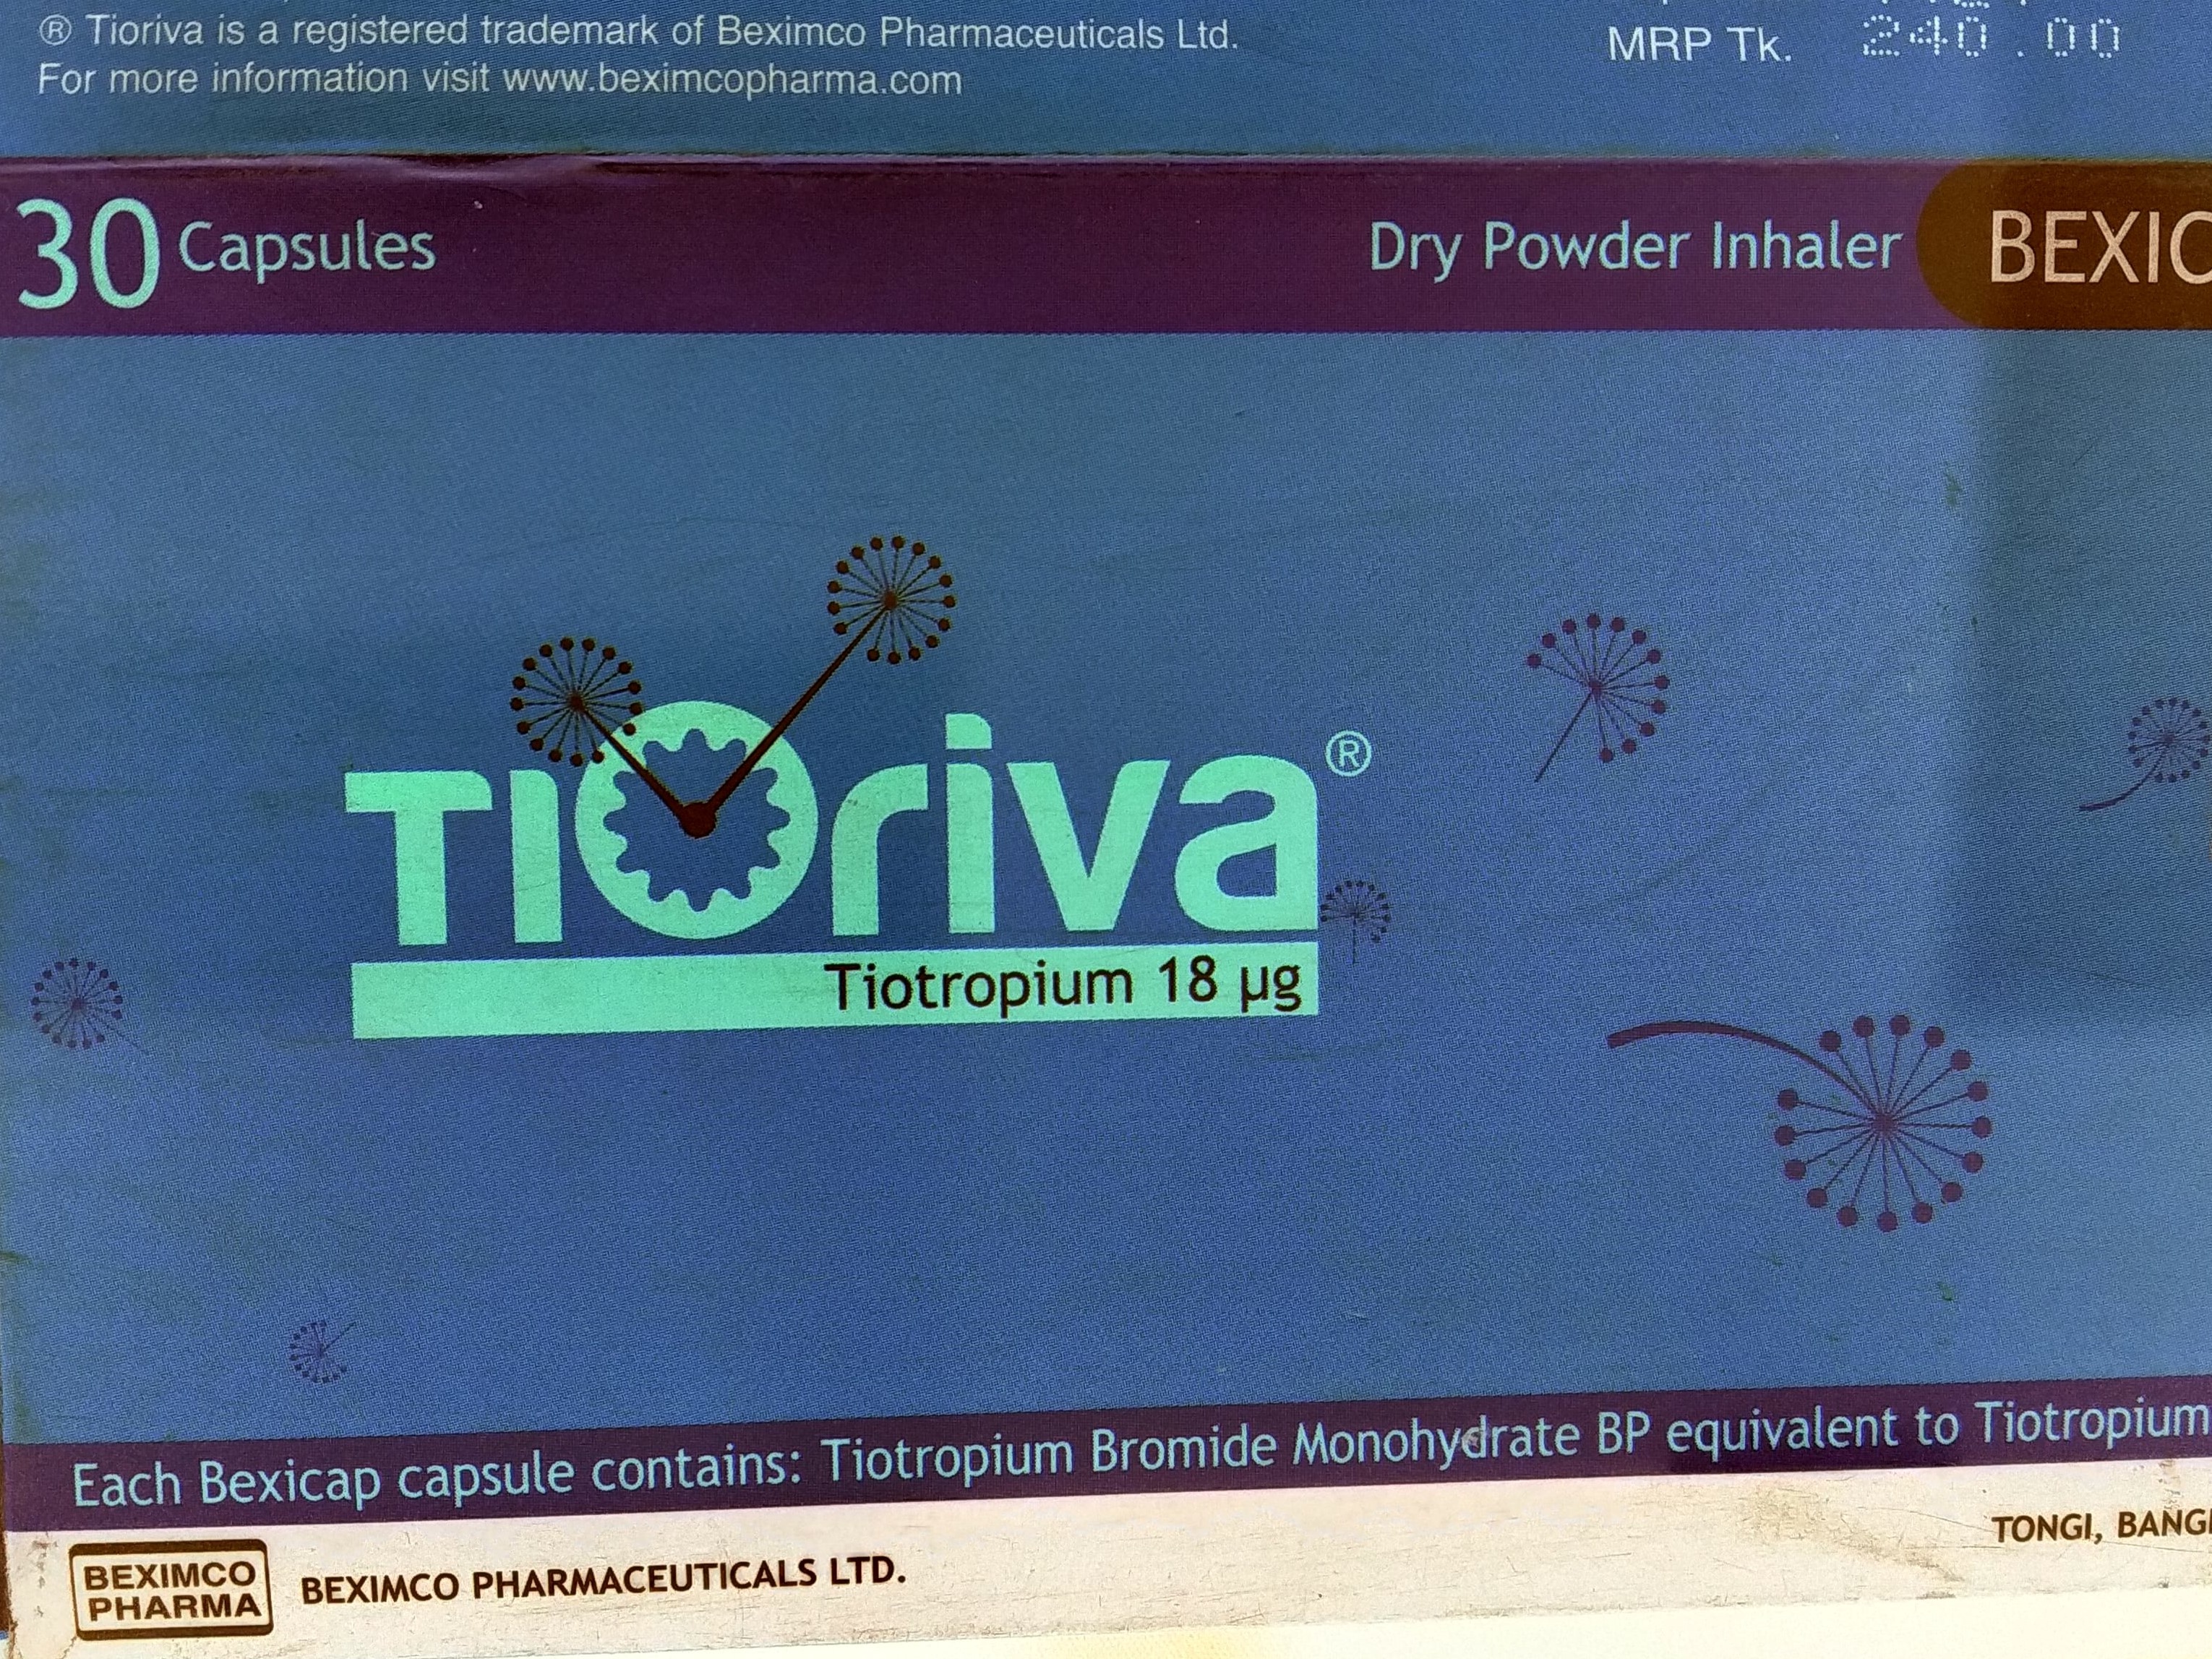 ® Tioriva is a registered trademark of Beximco Pharmaceuticals Ltd.
For more information visit www.beximcopharma.com
MRP Tk. 240.00
30 Capsules
Dry Powder Inhaler
BEXIC
TIOriva®
Tiotropium 18 µg
Each Bexicap capsule contains: Tiotropium Bromide Monohydrate BP equivalent to Tiotropium
BEXIMCO
PHARMA
BEXIMCO PHARMACEUTICALS LTD.
TONGI, BANG